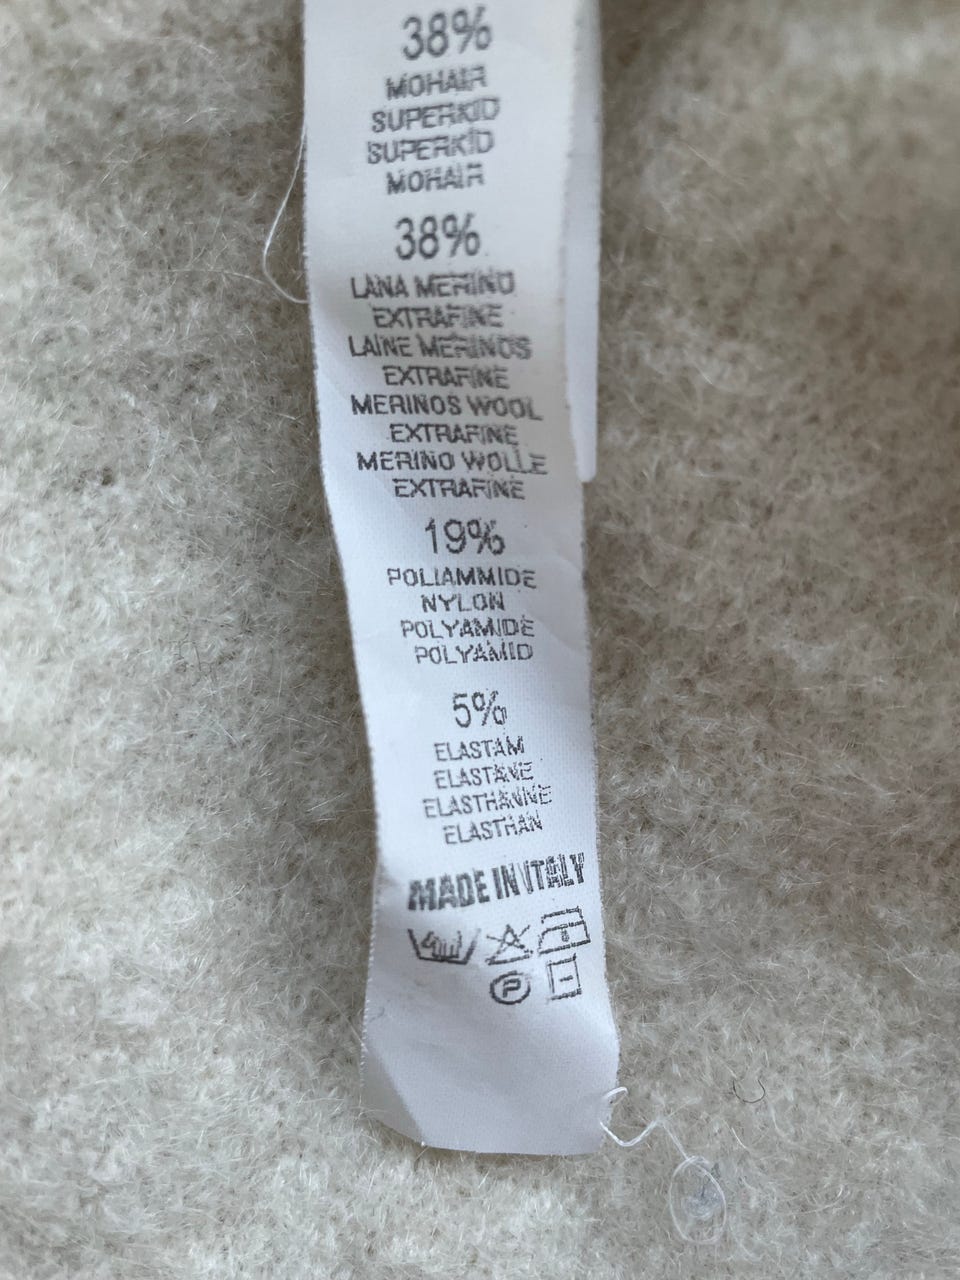 38%
MOHAIR
SUPERKID
SUPERKID
MOHAIR
38%
LANA MERINO
EXTRAFINE
LAINE MERINOS
EXTRAFINE
MERINOS WOOL
EXTRAFINE
MERINO WOLLE
EXTRAFINE
19%
POLIAMMIDE
NYLON
POLYAMIDE
POLYAMID
5%
ELASTAM
ELASTANE
ELASTHANNE
ELASTHAN
MADE IN ITALY
P